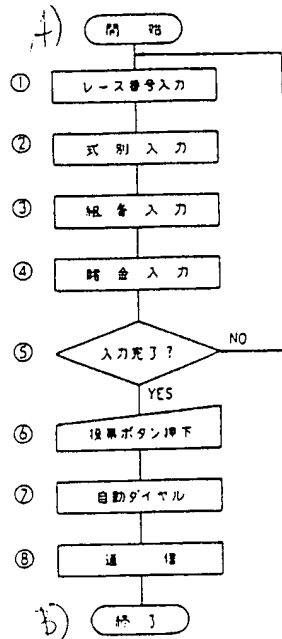 A) 開始
① レース番号入力
② 式別入力
③ 組番入力
④ 賭金入力
⑤ 入力完了? NO
YES
⑥ 投票ボタン押下
⑦ 自動ダイヤル
⑧ 通信
B) 終了